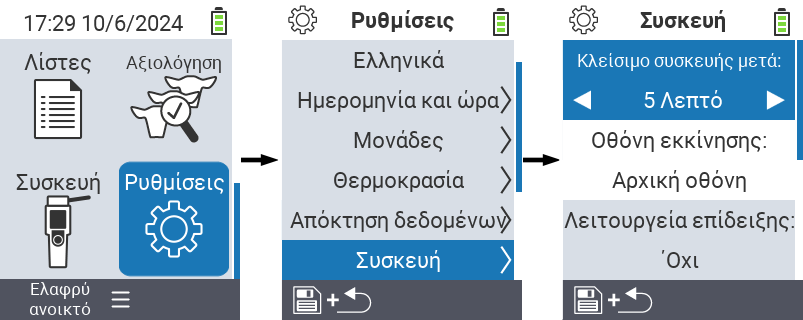 17:29 10/6/2024
Λίστες
Αξιολόγηση
Συσκευή
Ρυθμίσεις
Ελαφρύ
ανοικτό
Ρυθμίσεις
Ελληνικά
Ημερομηνία και ώρα
Μονάδες
Θερμοκρασία
Απόκτηση δεδομένων
Συσκευή
+
Συσκευή
Κλείσιμο συσκευής μετά:
5 Λεπτό
Οθόνη εκκίνησης:
Αρχική οθόνη
Λειτουργεία επίδειξης:
΄Οχι
+